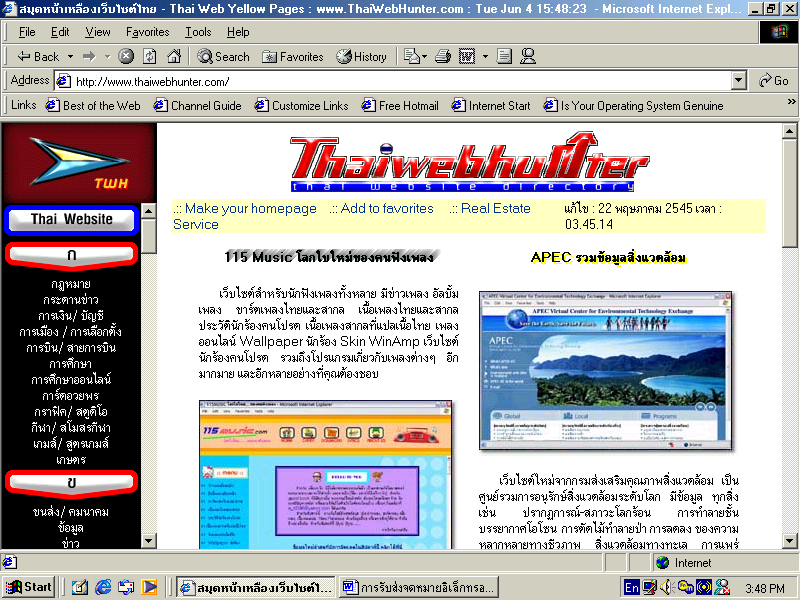 สมุดหน้าเหลืองเว็บไซต์ไทย - Thai Web Yellow Pages : www.ThaiWebHunter.com : Tue Jun 4 15:48:23 - Microsoft Internet Expl...
File Edit View Favorites Tools Help
Back Search Favorites History
Address http://www.thaiwebhunter.com/ Go
Links Best of the Web Channel Guide Customize Links Free Hotmail Internet Start Is Your Operating System Genuine
TWH
Thai Website
ก
กฎหมาย
กระดานข่าว
การเงิน/ บัญชี
การเมือง / การเลือกตั้ง
การบิน/ สายการบิน
การศึกษา
การศึกษาออนไลน์
การ์ดอวยพร
กราฟิค/ สตูดิโอ
กีฬา/ สโมสรกีฬา
เกมส์/ สูตรเกมส์
เกษตร
ข
ขนส่ง/ คมนาคม
ข้อมูล
ข่าว
Thaiwebhunter
thai website directory
.:: Make your homepage .:: Add to favorites .:: Real Estate
Service
แก้ไข : 22 พฤษภาคม 2545 เวลา :
03.45.14
115 Music โลกใบใหม่ของคนฟังเพลง
เว็บไซต์สำหรับนักฟังเพลงทั้งหลาย มีข่าวเพลง อัลบั้ม
เพลง ชาร์ตเพลงไทยและสากล เนื้อเพลงไทยและสากล
ประวัตินักร้องคนโปรด เนื้อเพลงสากลที่แปลเนื้อไทย เพลง
ออนไลน์ Wallpaper นักร้อง Skin WinAmp เว็บไซต์
นักร้องคนโปรด รวมถึงโปรแกรมเกี่ยวกับเพลงต่างๆ อีก
มากมาย และอีกหลายอย่างที่คุณต้องชอบ
115 music.com
menu
APEC รวมข้อมูลสิ่งแวดล้อม
APEC Virtual Center for Environmental Technology Exchange
Save the Earth, Save the Future
APEC
Global Local Programs
เว็บไซต์ใหม่จากกรมส่งเสริมคุณภาพสิ่งแวดล้อม เป็น
ศูนย์รวมการอนุรักษ์สิ่งแวดล้อมระดับโลก มีข้อมูล ทุกสิ่ง
เช่น ปรากฏการณ์-สภาวะโลกร้อน การทำลายชั้น
บรรยากาศโอโซน การตัดไม้ทำลายป่า การลดลง ของความ
หลากหลายทางชีวภาพ สิ่งแวดล้อมทางทะเล การแพร่
Internet
Start สมุดหน้าเหลืองเว็บไซต์ไ... การรับส่งจดหมายอิเล็กทรอ... En 3:48 PM